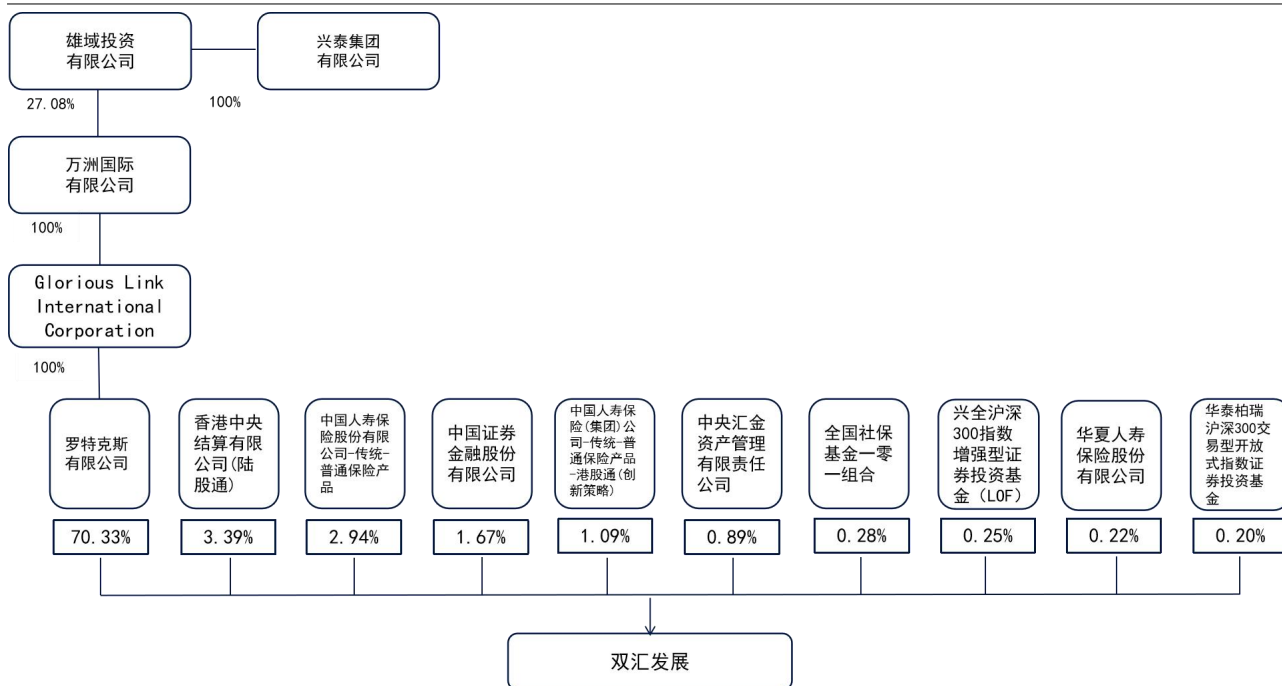 雄域投资
有限公司
兴泰集团
有限公司
27.08%
100%
万洲国际
有限公司
100%
Glorious Link
International
Corporation
100%
罗特克斯
有限公司
香港中央
结算有限
公司(陆
股通)
中国人寿保
险股份有限
公司-传统-
普通保险产
品
中国证券
金融股份
有限公司
中国人寿保
险(集团)公
司-传统-普
通保险产品
-港股通(创
新策略)
中央汇金
资产管理
有限责任
公司
全国社保
基金一零
一组合
兴全沪深
300指数
增强型证
券投资基
金（LOF）
华夏人寿
保险股份
有限公司
华泰柏瑞
沪深300交
易型开放
式指数证
券投资基
金
70.33%
3.39%
2.94%
1.67%
1.09%
0.89%
0.28%
0.25%
0.22%
0.20%
双汇发展